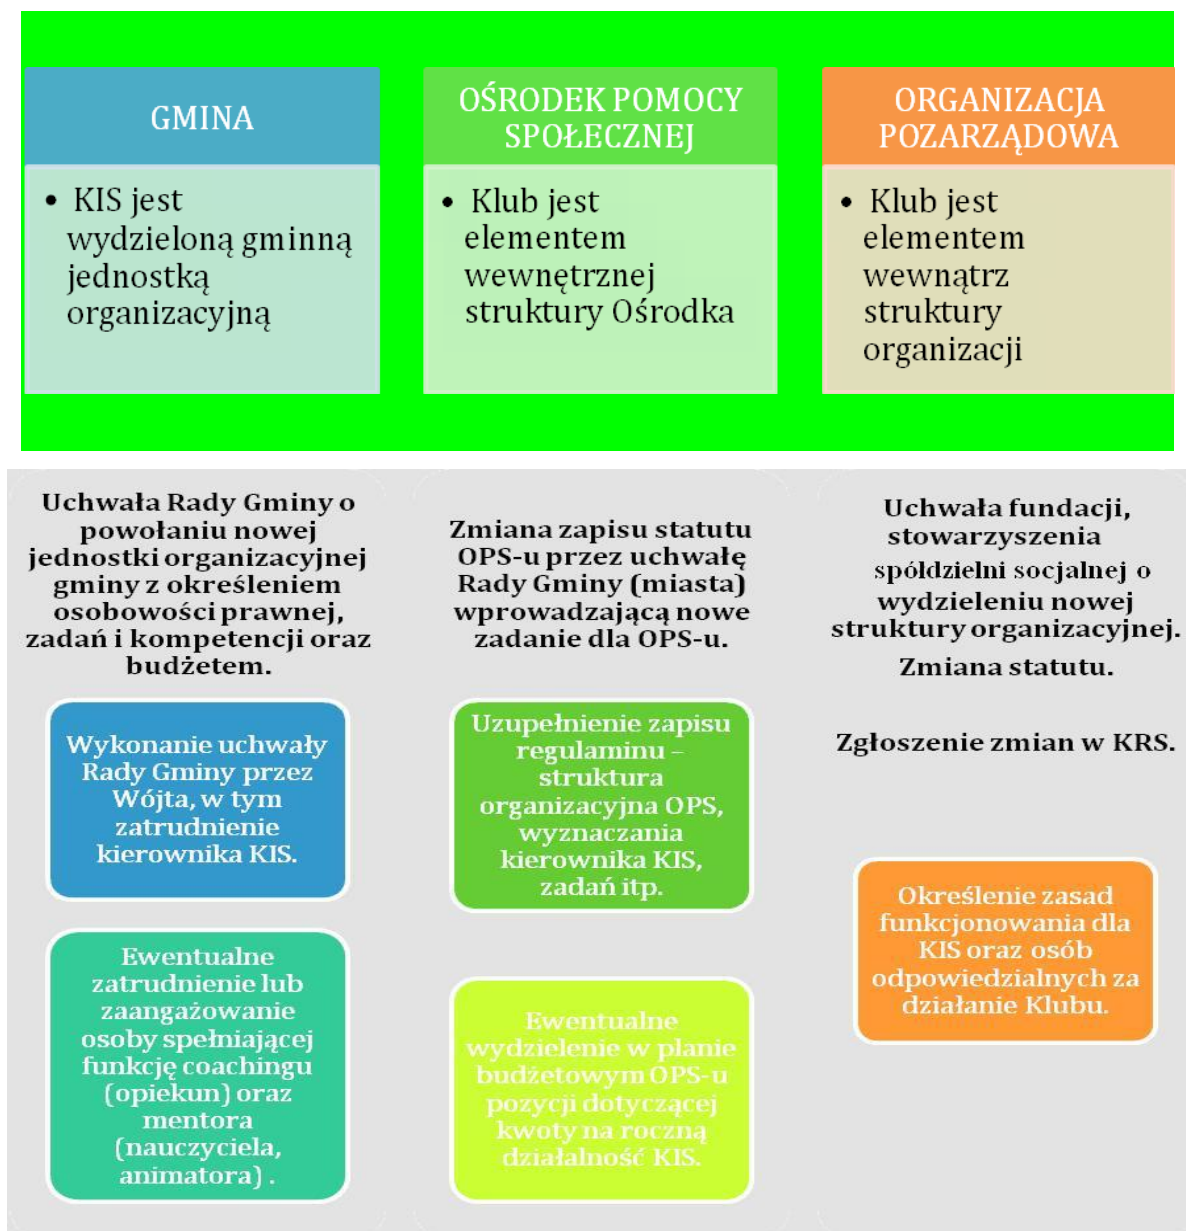 GMINA
• KIS jest
wydzieloną gminną
jednostką
organizacyjną
OŚRODEK POMOCY
SPOŁECZNEJ
• Klub jest
elementem
wewnętrznej
struktury Ośrodka
ORGANIZACJA
POZARZĄDOWA
• Klub jest
elementem
wewnątrz
struktury
organizacji
Uchwała Rady Gminy o
powołaniu nowej
jednostki organizacyjnej
gminy z określeniem
osobowości prawnej,
zadań i kompetencji oraz
budżetem.
Wykonanie uchwały
Rady Gminy przez
Wójta, w tym
zatrudnienie
kierownika KIS.
Ewentualne
zatrudnienie lub
zaangażowanie
osoby spełniającej
funkcję coachingu
(opiekun) oraz
mentora
(nauczyciela,
animatora) .
Zmiana zapisu statutu
OPS-u przez uchwałę
Rady Gminy (miasta)
wprowadzającą nowe
zadanie dla OPS-u.
Uzupełnienie zapisu
regulaminu –
struktura
organizacyjna OPS,
wyznaczania
kierownika KIS,
zadań itp.
Ewentualne
wydzielenie w planie
budżetowym OPS-u
pozycji dotyczącej
kwoty na roczną
działalność KIS.
Uchwała fundacji,
stowarzyszenia
spółdzielni socjalnej o
wydzieleniu nowej
struktury organizacyjnej.
Zmiana statutu.
Zgłoszenie zmian w KRS.
Określenie zasad
funkcjonowania dla
KIS oraz osób
odpowiedzialnych za
działanie Klubu.